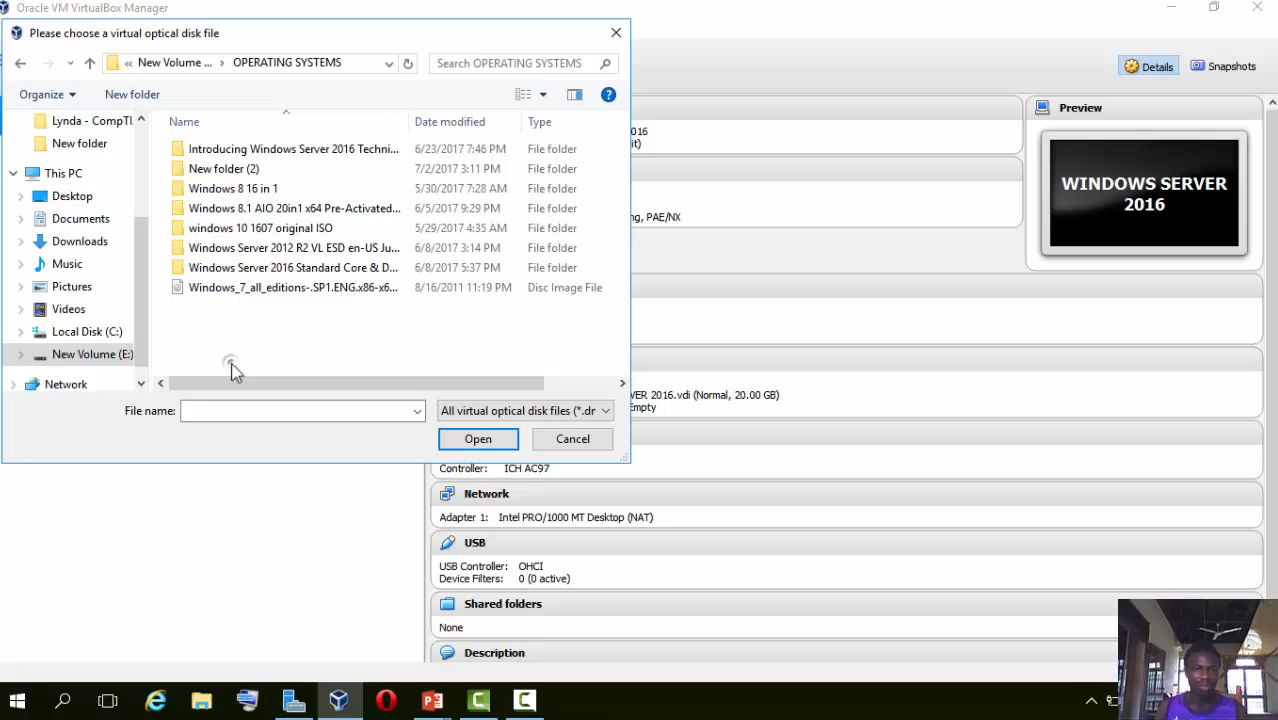 Oracle VM VirtualBox Manager
Please choose a virtual optical disk file
« New Volume ... > OPERATING SYSTEMS
Search OPERATING SYSTEMS
Organize
New folder
Details
Snapshots
Lynda - CompTI
New folder
This PC
Desktop
Documents
Downloads
Music
Pictures
Videos
Local Disk (C:)
New Volume (E:)
Network
Name Date modified Type
Introducing Windows Server 2016 Techni... 6/23/2017 7:46 PM File folder
New folder (2) 7/2/2017 3:11 PM File folder
Windows 8 16 in 1 5/30/2017 7:28 AM File folder
Windows 8.1 AIO 20in1 x64 Pre-Activated... 6/5/2017 9:29 PM File folder
windows 10 1607 original ISO 5/29/2017 4:35 AM File folder
Windows Server 2012 R2 VL ESD en-US Ju... 6/8/2017 3:14 PM File folder
Windows Server 2016 Standard Core & D... 6/8/2017 5:37 PM File folder
Windows_7_all_editions-.SP1.ENG.x86-x6... 8/16/2011 11:19 PM Disc Image File
File name:
All virtual optical disk files (*.dr
Open
Cancel
Preview
WINDOWS SERVER
2016
016
it)
ng, PAE/NX
VER 2016.vdi (Normal, 20.00 GB)
Empty
Controller: ICH AC97
Network
Adapter 1: Intel PRO/1000 MT Desktop (NAT)
USB
USB Controller: OHCI
Device Filters: 0 (0 active)
Shared folders
None
Description